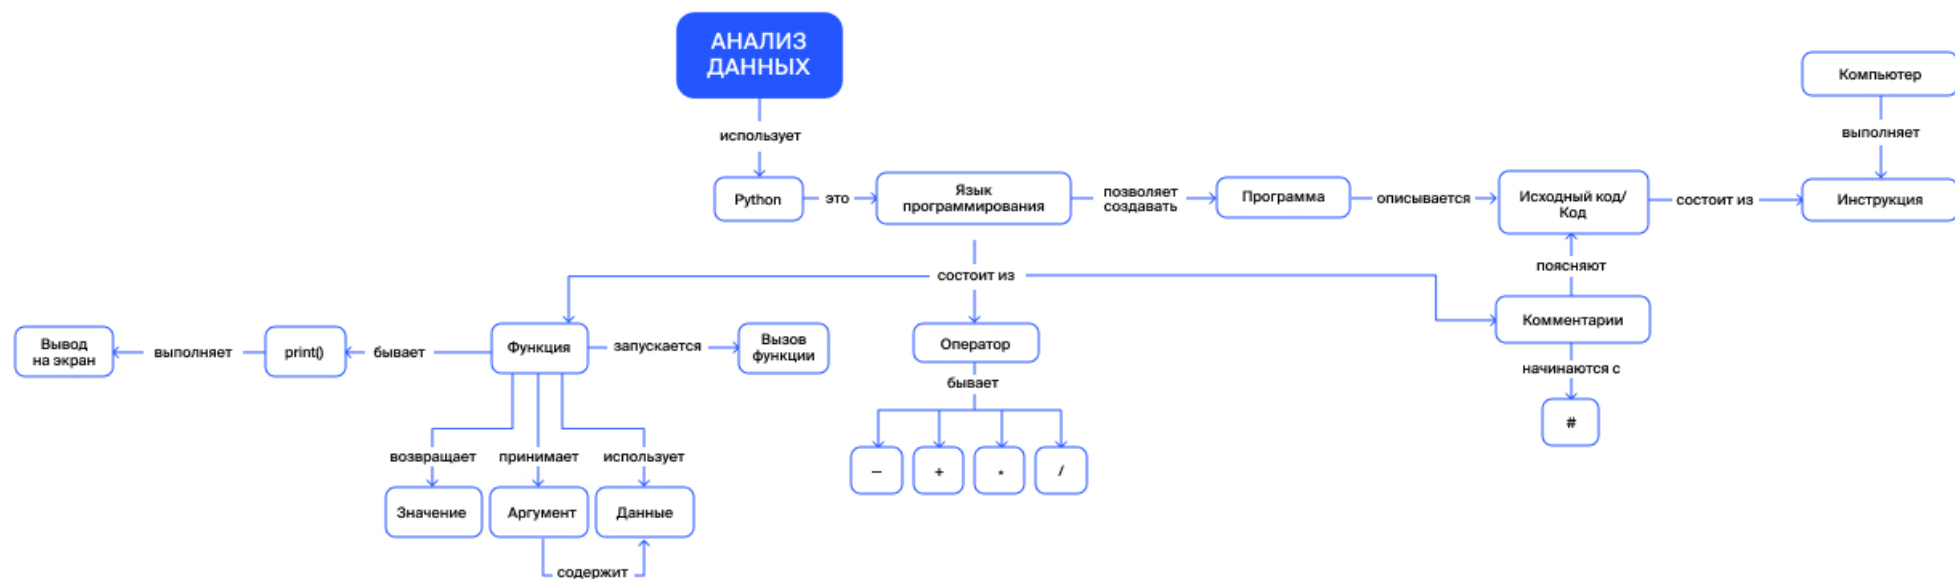 АНАЛИЗ
ДАННЫХ
Компьютер
использует
выполняет
Python
это
Язык
программирования
позволяет
создавать
Программа
описывается
Исходный код/
Код
состоит из
Инструкция
состоит из
поясняют
Вывод
на экран
выполняет
print()
бывает
Функция
запускается
Вызов
функции
Оператор
Комментарии
бывает
начинаются с
#
возвращает
принимает
использует
–
+
*
/
Значение
Аргумент
Данные
содержит